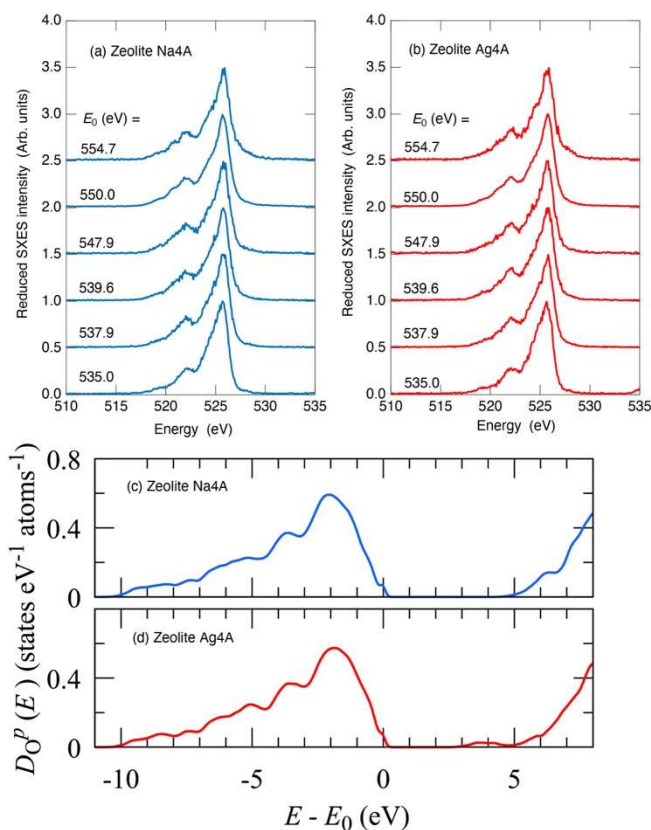 (a) Zeolite Na4A
E0 (eV) =
554.7
550.0
547.9
539.6
537.9
535.0
4.0
3.5
3.0
2.5
2.0
1.5
1.0
0.5
0.0
Reduced SXES intensity (Arb. units)
510 515 520 525 530 535
Energy (eV)
(b) Zeolite Ag4A
E0 (eV) =
554.7
550.0
547.9
539.6
537.9
535.0
4.0
3.5
3.0
2.5
2.0
1.5
1.0
0.5
0.0
Reduced SXES intensity (Arb. units)
510 515 520 525 530 535
Energy (eV)
(c) Zeolite Na4A
0.8
0.4
0
(d) Zeolite Ag4A
0.4
0
DOp (E) (states eV-1 atoms-1)
-10 -5 0 5
E - E0 (eV)